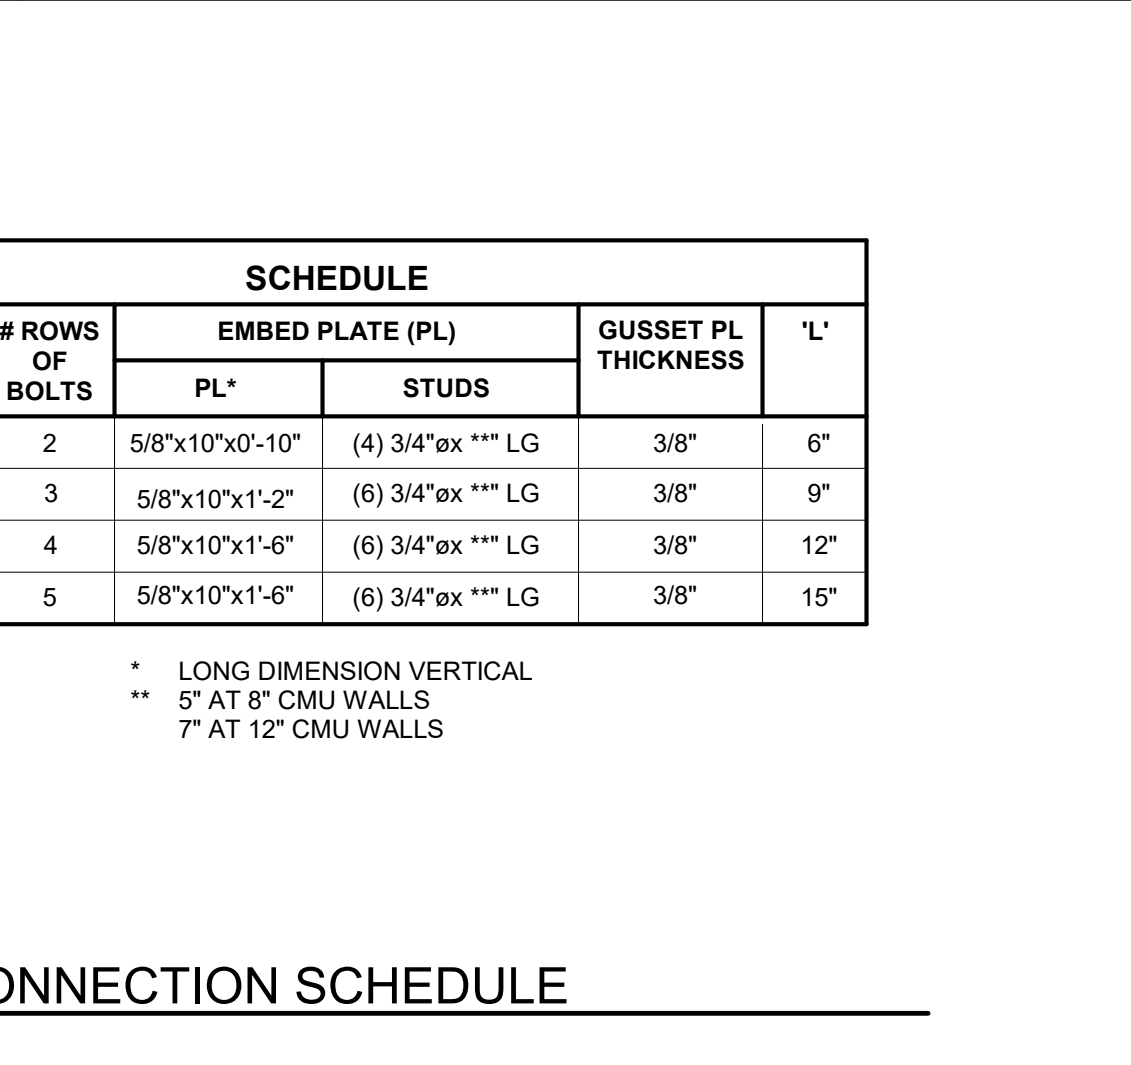 SCHEDULE
# ROWS OF BOLTS
EMBED PLATE (PL)
GUSSET PL THICKNESS
'L'
PL*
STUDS
2 5/8"x10"x0'-10" (4) 3/4"øx **" LG 3/8" 6"
3 5/8"x10"x1'-2" (6) 3/4"øx **" LG 3/8" 9"
4 5/8"x10"x1'-6" (6) 3/4"øx **" LG 3/8" 12"
5 5/8"x10"x1'-6" (6) 3/4"øx **" LG 3/8" 15"
* LONG DIMENSION VERTICAL
** 5" AT 8" CMU WALLS
7" AT 12" CMU WALLS
ONNECTION SCHEDULE